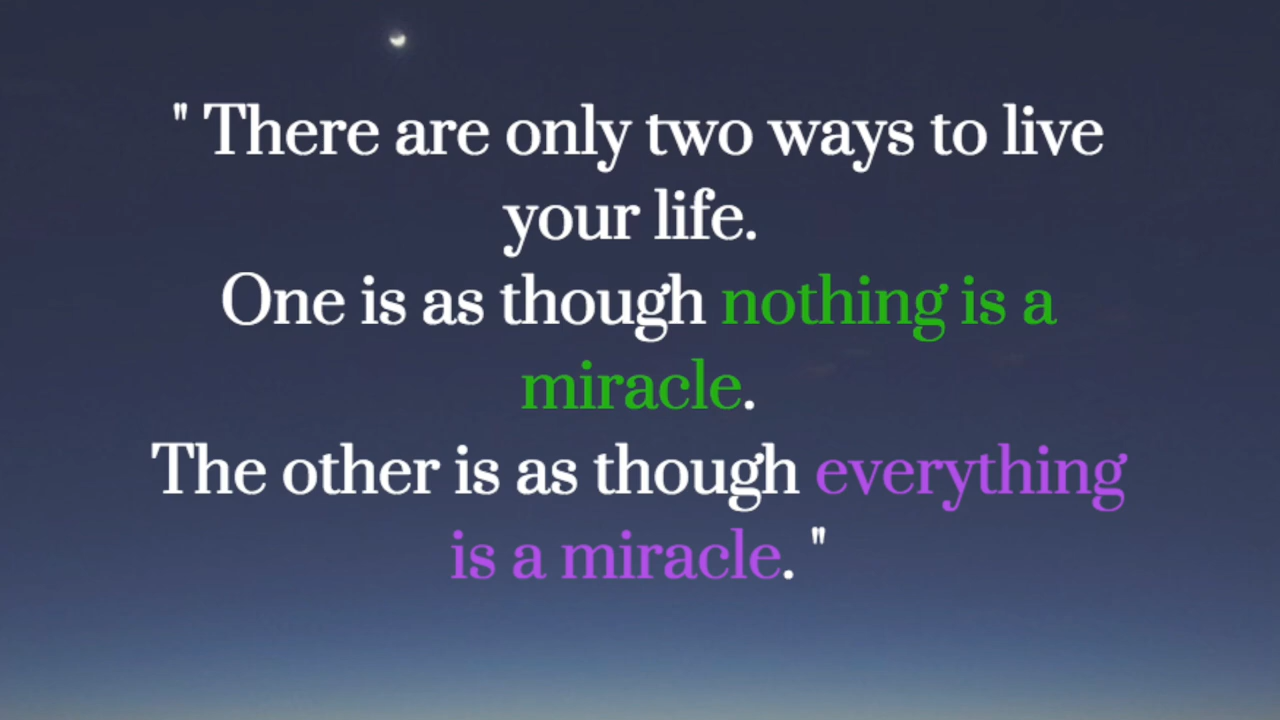 " There are only two ways to live
your life.
One is as though nothing is a
miracle.
The other is as though everything
is a miracle. "